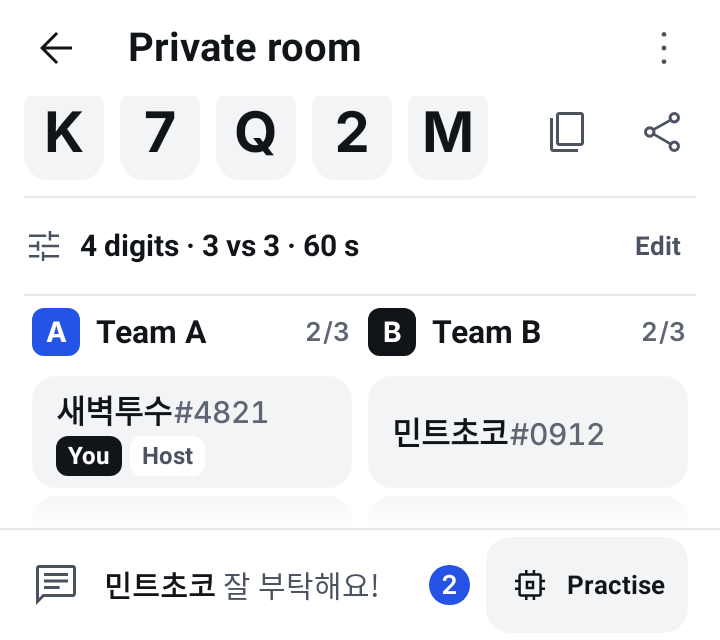 Private room
K 7 Q 2 M
4 digits · 3 vs 3 · 60 s Edit
A Team A 2/3 B Team B 2/3
새벽투수#4821
You Host
민트초코#0912
민트초코 잘 부탁해요! 2 Practise